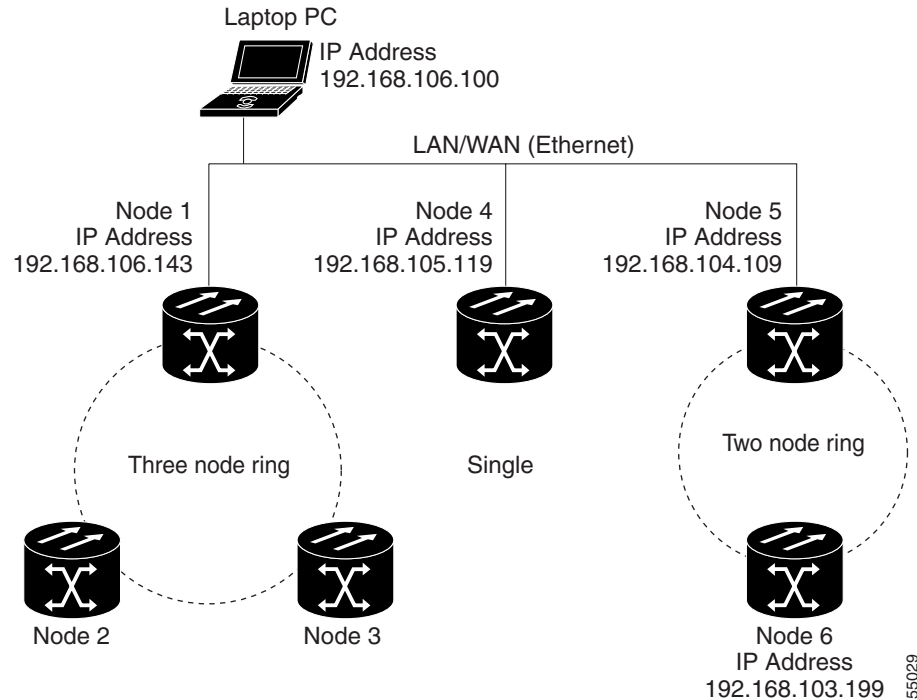 Laptop PC
IP Address
192.168.106.100
LAN/WAN (Ethernet)
Node 1
IP Address
192.168.106.143
Node 4
IP Address
192.168.105.119
Node 5
IP Address
192.168.104.109
Three node ring
Single
Two node ring
Node 2
Node 3
Node 6
IP Address
192.168.103.199
55029